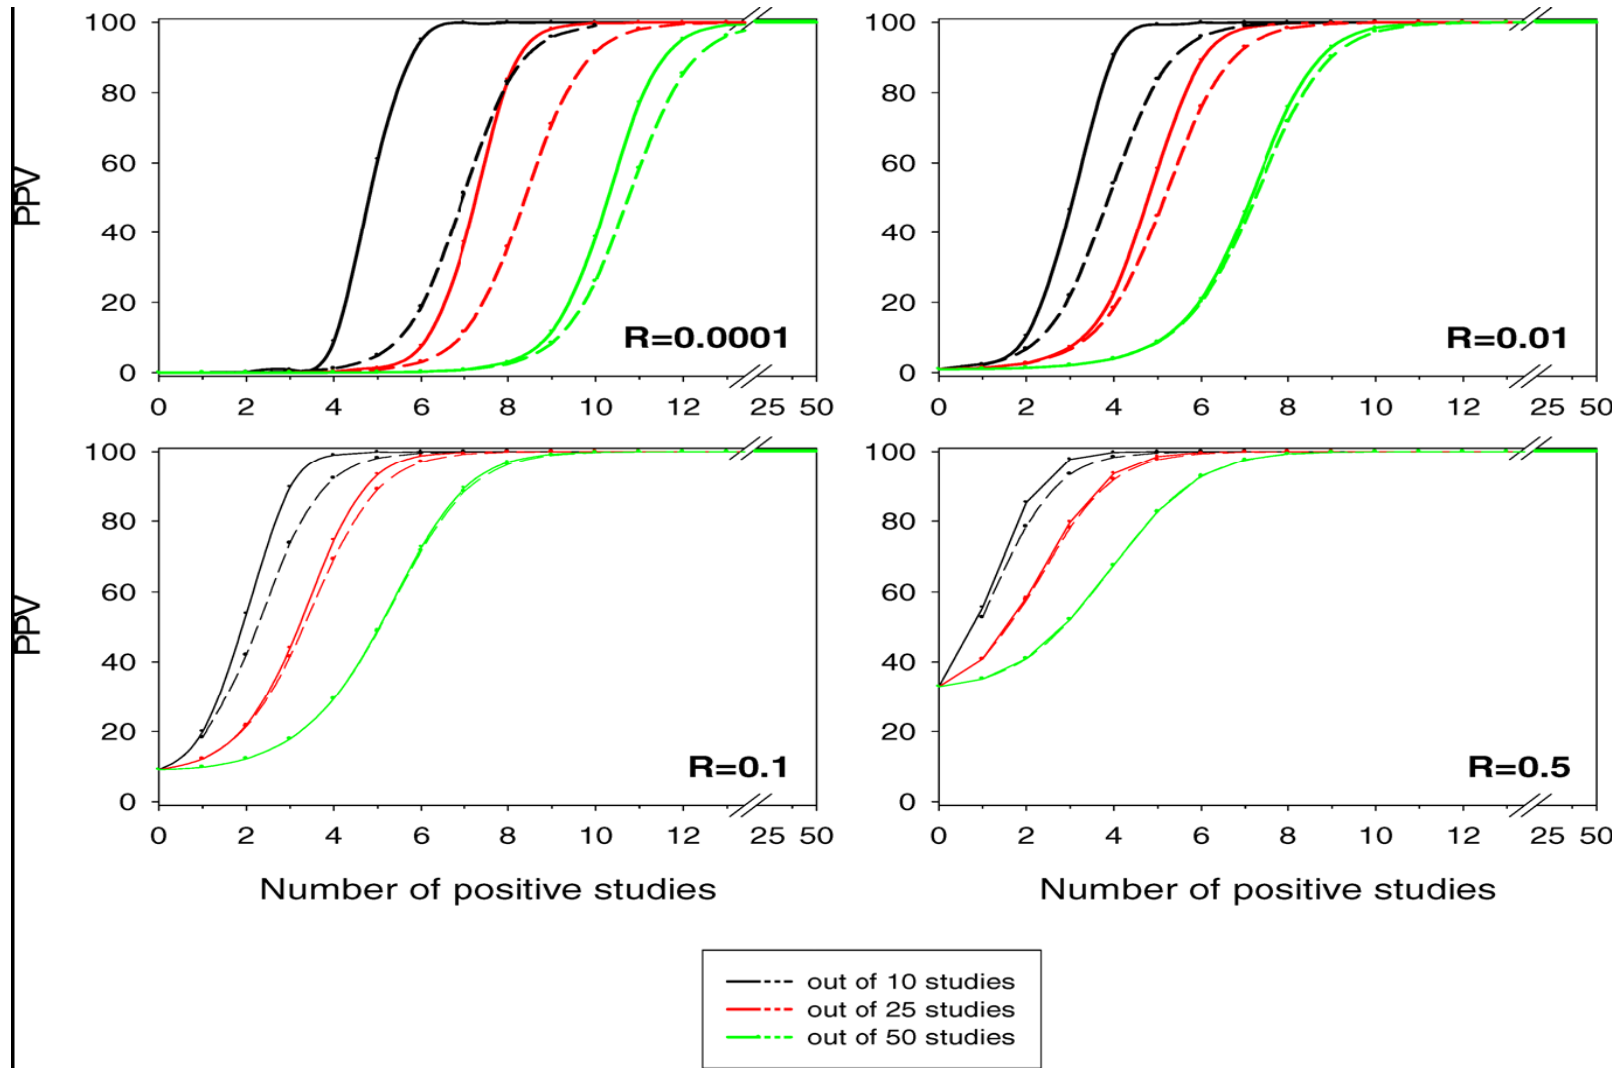 100 100
80 80
PPV 60 60
40 40
20 R=0.0001 20 R=0.01
0 0
0 2 4 6 8 10 12 25 50 0 2 4 6 8 10 12 25 50
100 100
80 80
PPV 60 60
40 40
20 20
R=0.1 R=0.5
0 0
0 2 4 6 8 10 12 25 50 0 2 4 6 8 10 12 25 50
Number of positive studies Number of positive studies
out of 10 studies
out of 25 studies
out of 50 studies